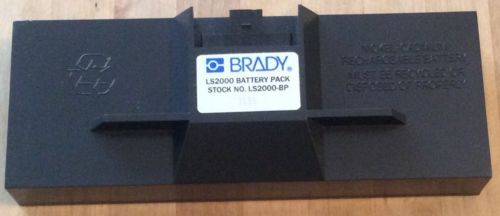 BRADY®
LS2000 BATTERY PACK
STOCK NO. LS2000-BP
NICKEL-CADMIUM
RECHARGEABLE BATTERY.
MUST BE RECYCLED OR
DISPOSED OF PROPERLY.